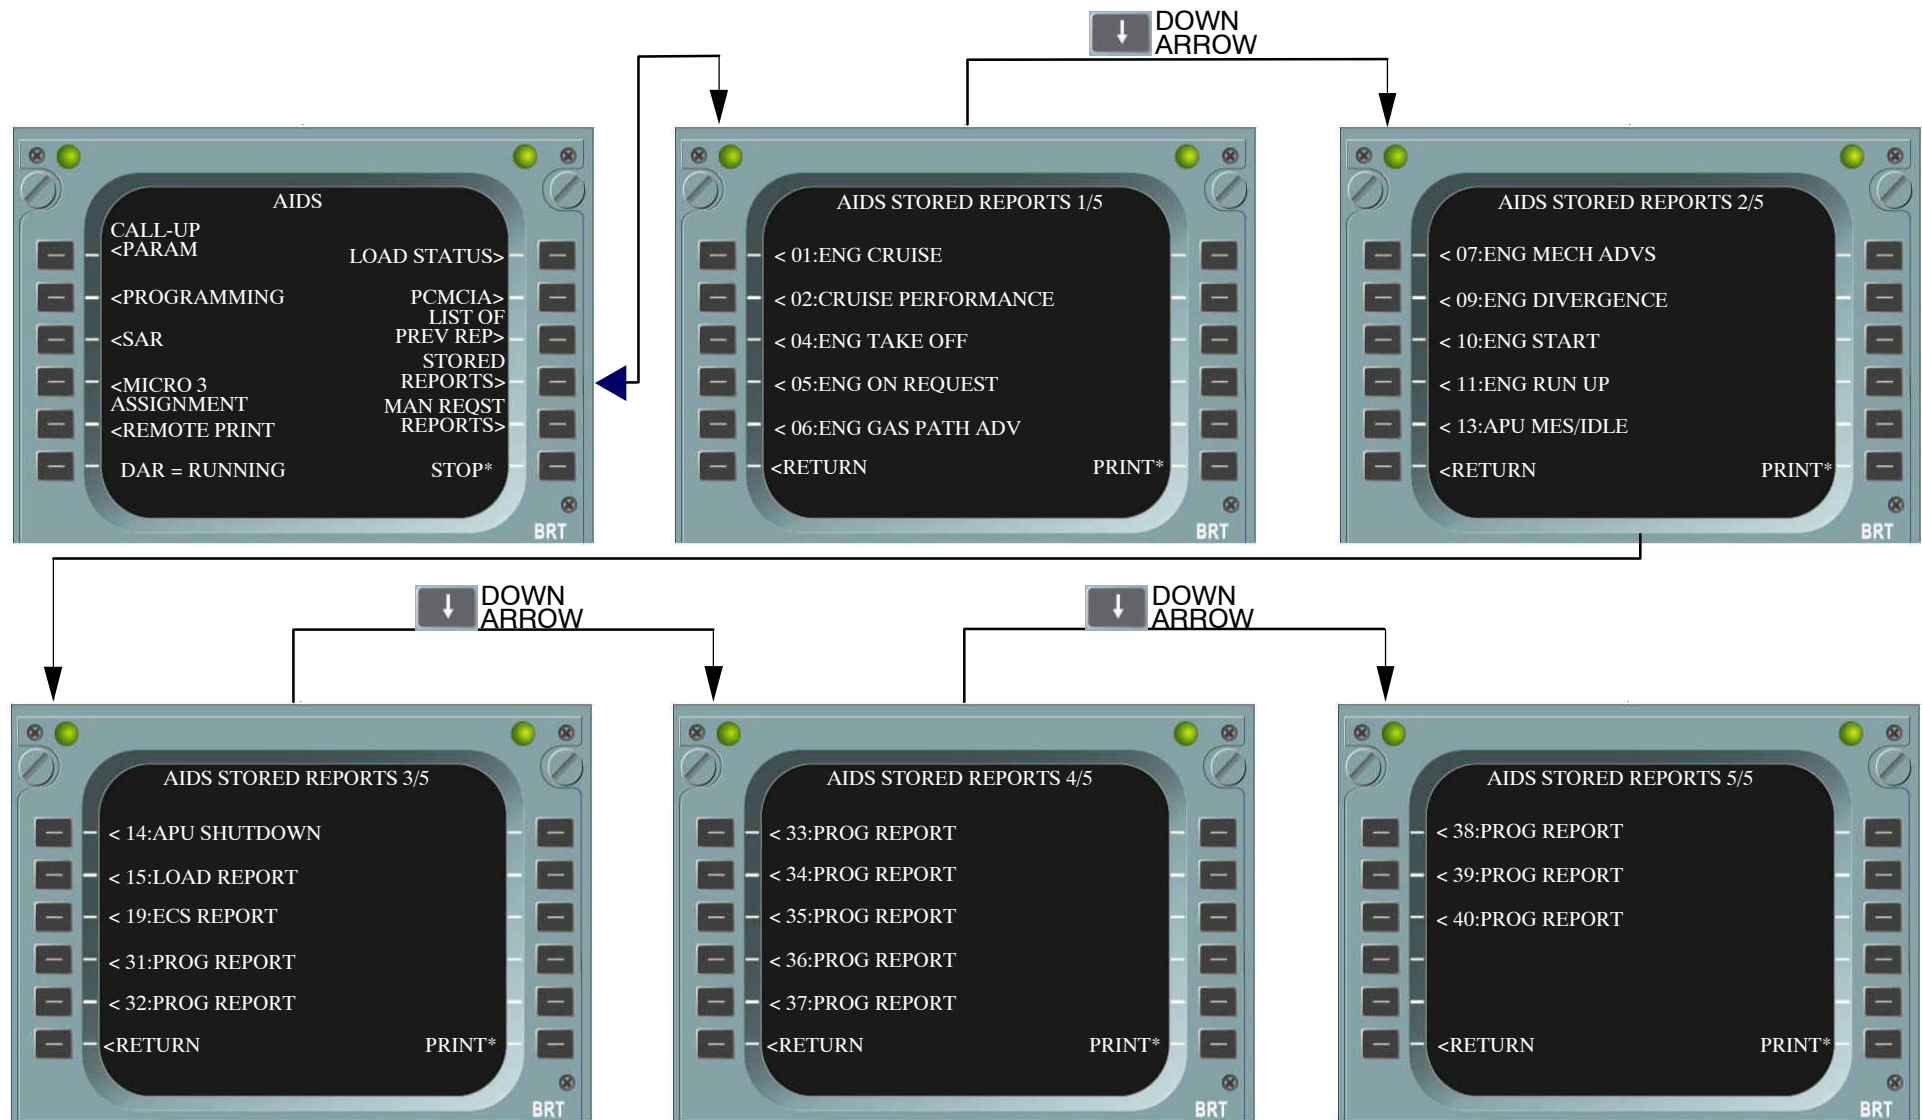 DOWN
ARROW
AIDS
CALL-UP
<PARAM
LOAD STATUS>
<PROGRAMMING
PCMCIA>
LIST OF
<SAR
PREV REP>
STORED
<MICRO 3
REPORTS>
ASSIGNMENT
MAN REQST
<REMOTE PRINT
REPORTS>
DAR = RUNNING
STOP*
BRT
AIDS STORED REPORTS 1/5
< 01:ENG CRUISE
< 02:CRUISE PERFORMANCE
< 04:ENG TAKE OFF
< 05:ENG ON REQUEST
< 06:ENG GAS PATH ADV
<RETURN
PRINT*
BRT
AIDS STORED REPORTS 2/5
< 07:ENG MECH ADVS
< 09:ENG DIVERGENCE
< 10:ENG START
< 11:ENG RUN UP
< 13:APU MES/IDLE
<RETURN
PRINT*
BRT
DOWN
ARROW
DOWN
ARROW
AIDS STORED REPORTS 3/5
< 14:APU SHUTDOWN
< 15:LOAD REPORT
< 19:ECS REPORT
< 31:PROG REPORT
< 32:PROG REPORT
<RETURN
PRINT*
BRT
AIDS STORED REPORTS 4/5
< 33:PROG REPORT
< 34:PROG REPORT
< 35:PROG REPORT
< 36:PROG REPORT
< 37:PROG REPORT
<RETURN
PRINT*
BRT
AIDS STORED REPORTS 5/5
< 38:PROG REPORT
< 39:PROG REPORT
< 40:PROG REPORT
<RETURN
PRINT*
BRT